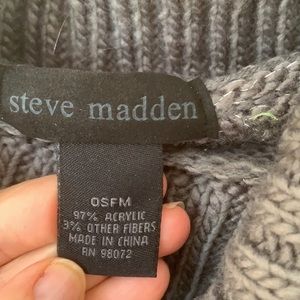 steve madden
OSFM
97% ACRYLIC
3% OTHER FIBERS
MADE IN CHINA
RN 98072